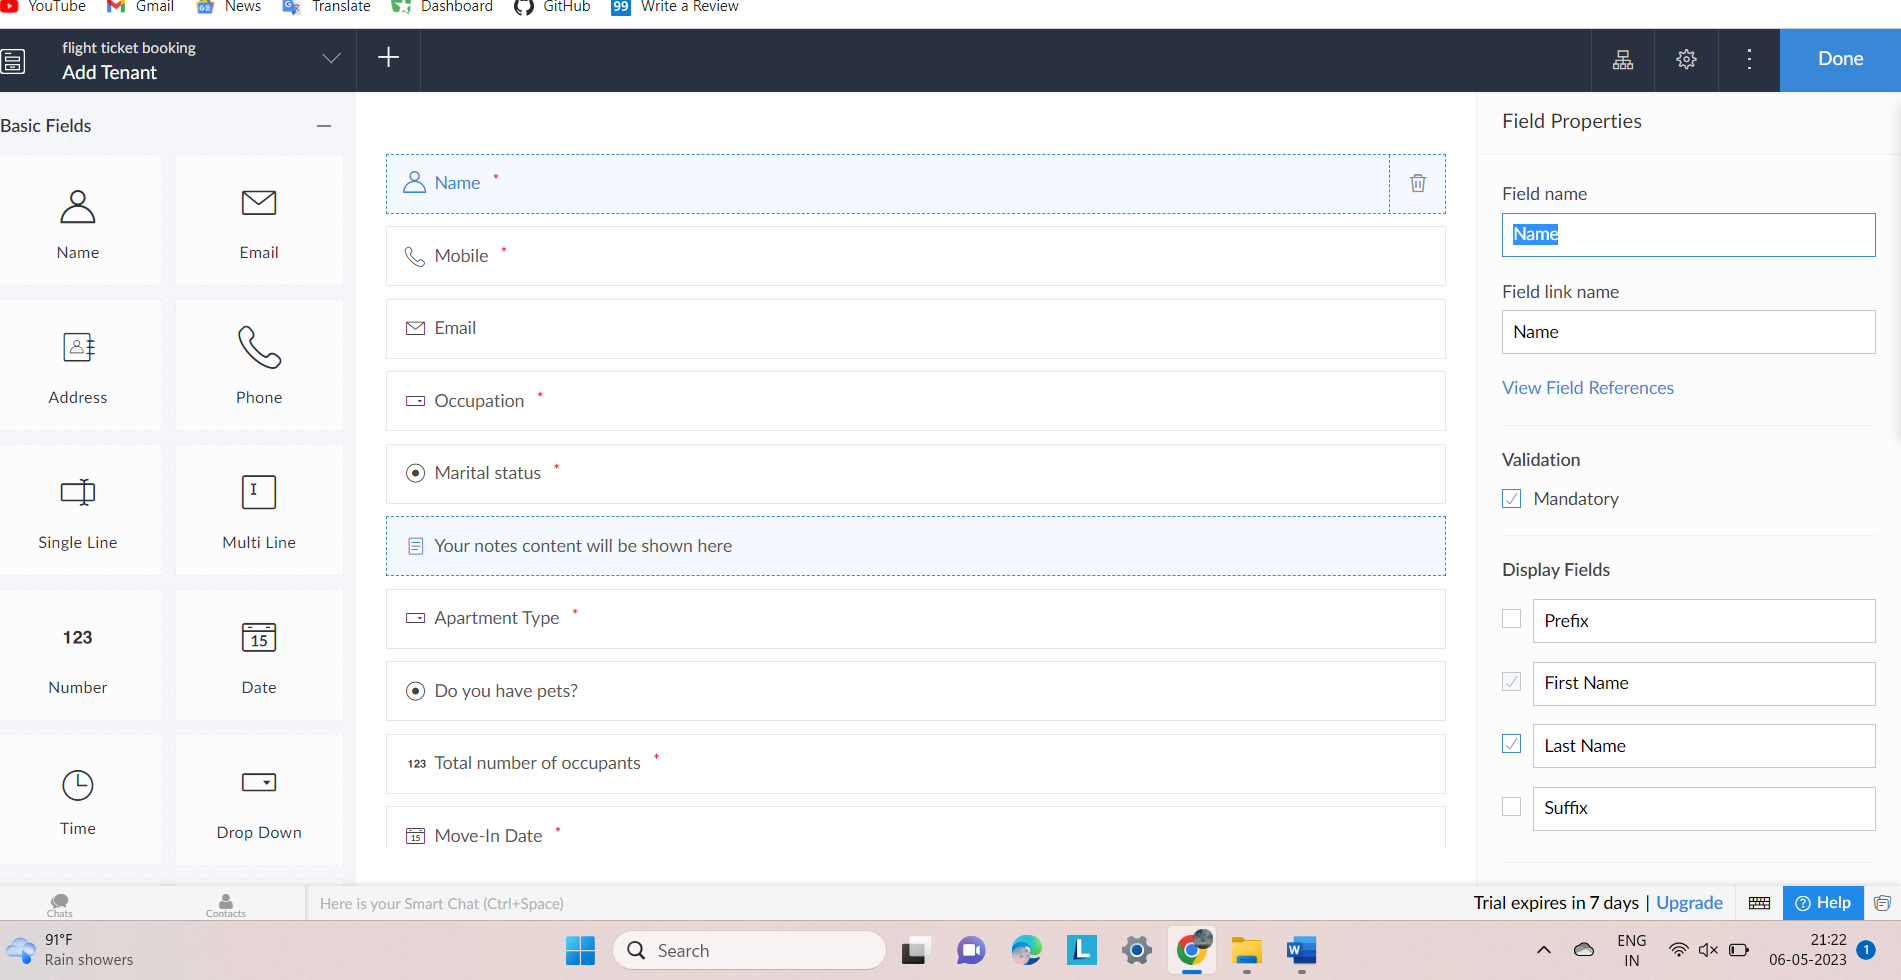 YouTube Gmail News Translate Dashboard GitHub 99 Write a Review
flight ticket booking
Add Tenant
Done
Basic Fields
Name
Email
Address
Phone
Single Line
I
Multi Line
123
Number
15
Date
Time
Drop Down
Name *
Mobile *
Email
Occupation *
Marital status *
Your notes content will be shown here
Apartment Type *
Do you have pets?
123 Total number of occupants *
15 Move-In Date *
Field Properties
Field name
Name
Field link name
Name
View Field References
Validation
Mandatory
Display Fields
Prefix
First Name
Last Name
Suffix
Chats
Contacts
Here is your Smart Chat (Ctrl+Space)
Trial expires in 7 days | Upgrade
? Help
91°F
Rain showers
Search
L
W
ENG
IN
21:22
06-05-2023
1